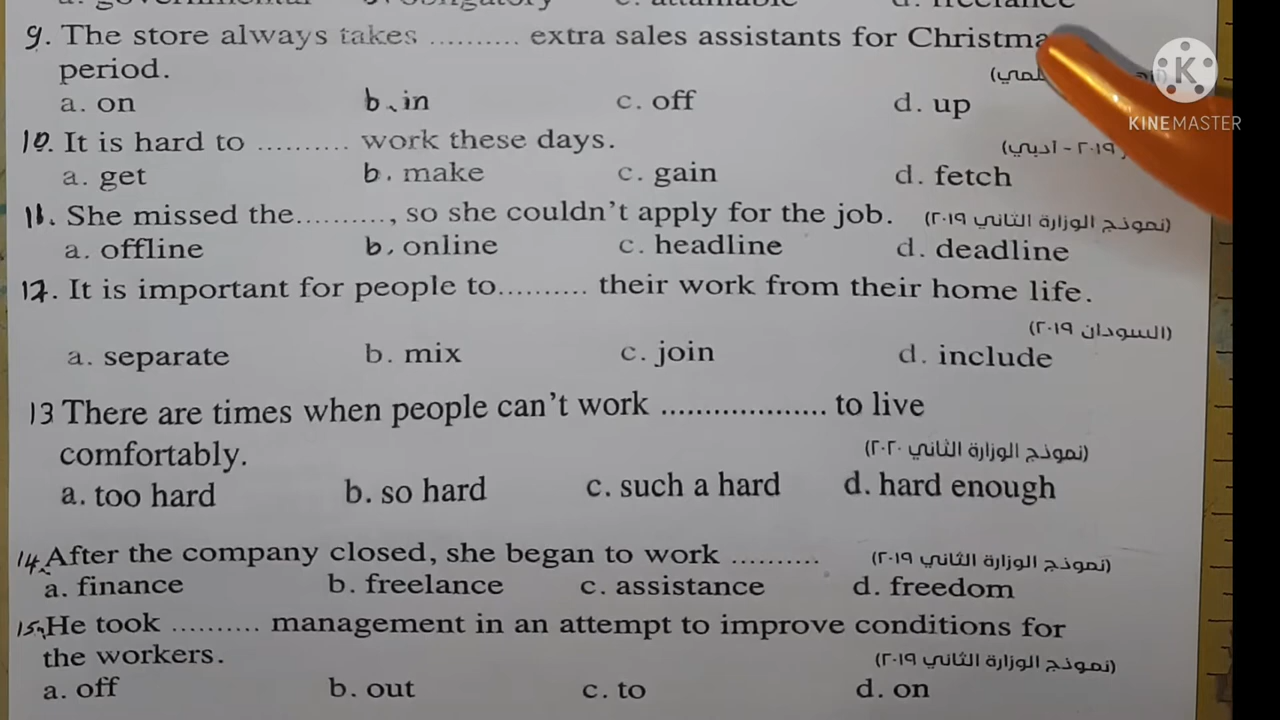 a. governmental b. obligatory c. attainable d. freelance
9. The store always takes .......... extra sales assistants for Christma
period.
a. on b. in c. off d. up
KINEMASTER
10. It is hard to .......... work these days.
(٢٠١٩ - أدبي)
a. get b. make c. gain d. fetch
11. She missed the.........., so she couldn't apply for the job. (نموذج الوزارة الثاني ٢٠١٩)
a. offline b. online c. headline d. deadline
12. It is important for people to.......... their work from their home life.
(السودان ٢٠١٩)
a. separate b. mix c. join d. include
13 There are times when people can't work ................... to live
comfortably. (نموذج الوزارة الثاني ٢٠٢٠)
a. too hard b. so hard c. such a hard d. hard enough
14. After the company closed, she began to work .......... (نموذج الوزارة الثاني ٢٠١٩)
a. finance b. freelance c. assistance d. freedom
15. He took .......... management in an attempt to improve conditions for
the workers. (نموذج الوزارة الثاني ٢٠١٩)
a. off b. out c. to d. on